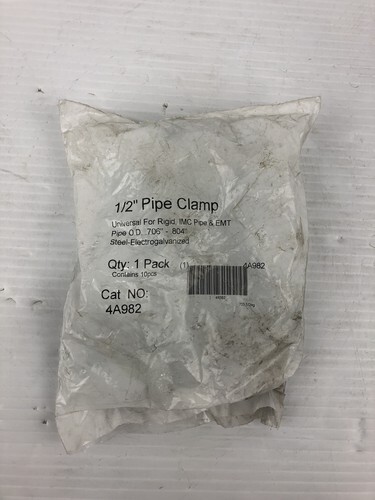 1/2" Pipe Clamp
Universal For Rigid, IMC Pipe & EMT
Pipe O.D. .706" - .804"
Steel-Electrogalvanized
Qty: 1 Pack (1) 4A982
Contains 10pcs
Cat NO:
4A982